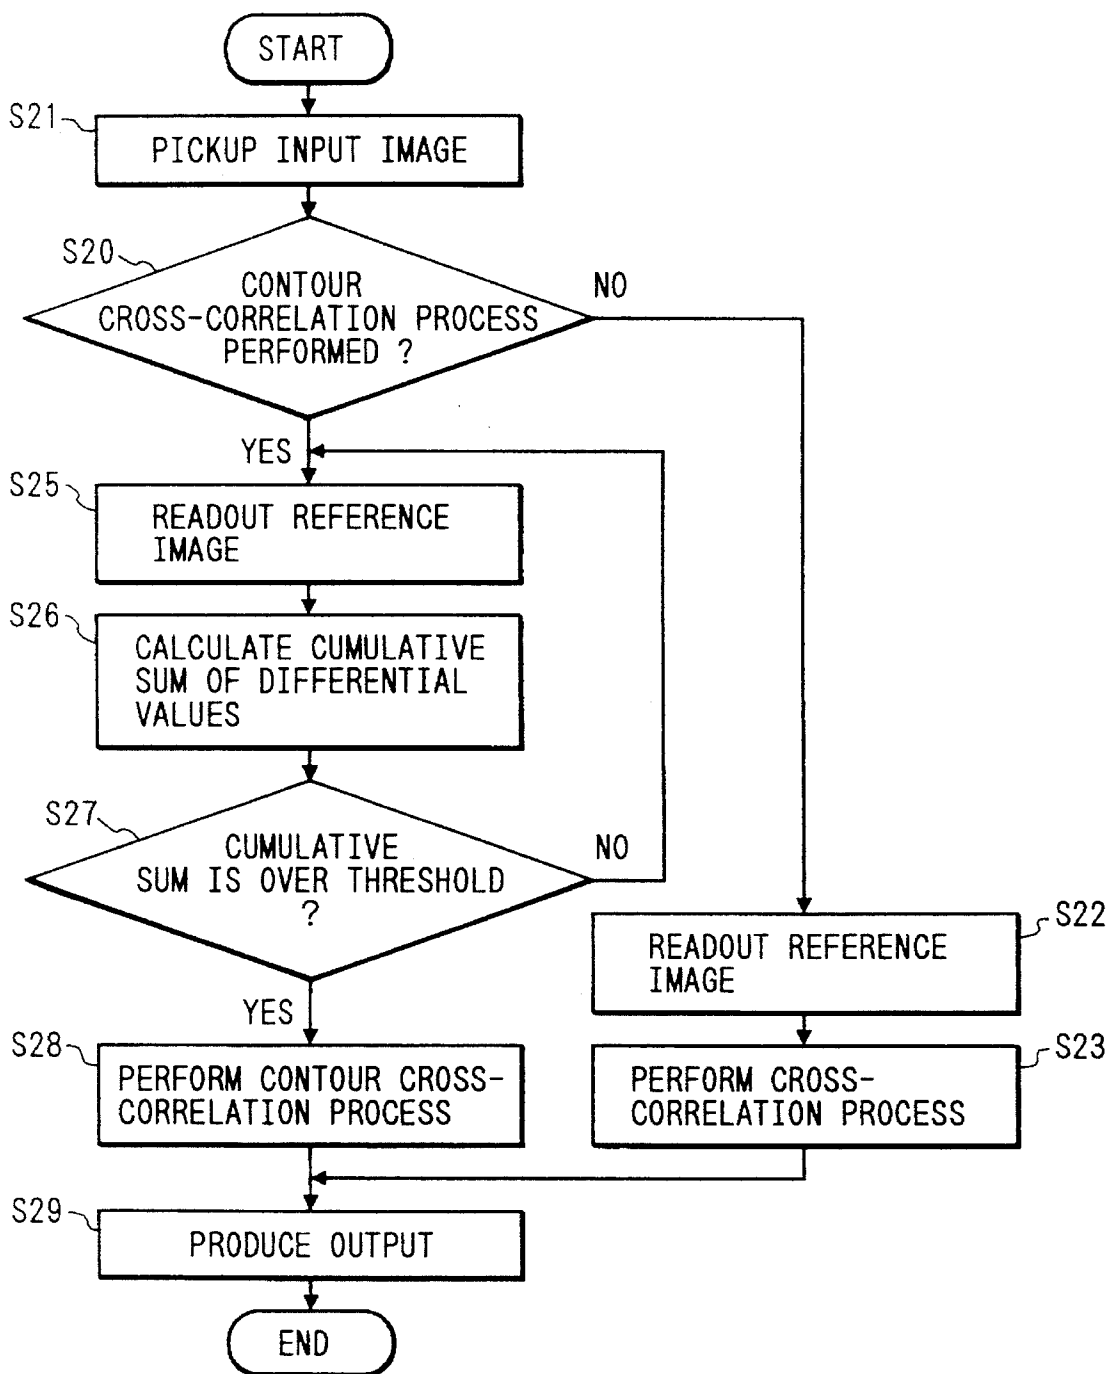 START
S21
PICKUP INPUT IMAGE
S20
CONTOUR
CROSS-CORRELATION PROCESS
PERFORMED ?
NO
YES
S25
READOUT REFERENCE
IMAGE
S26
CALCULATE CUMULATIVE
SUM OF DIFFERENTIAL
VALUES
S27
CUMULATIVE
SUM IS OVER THRESHOLD
?
NO
YES
S22
READOUT REFERENCE
IMAGE
S28
PERFORM CONTOUR CROSS-
CORRELATION PROCESS
S23
PERFORM CROSS-
CORRELATION PROCESS
S29
PRODUCE OUTPUT
END